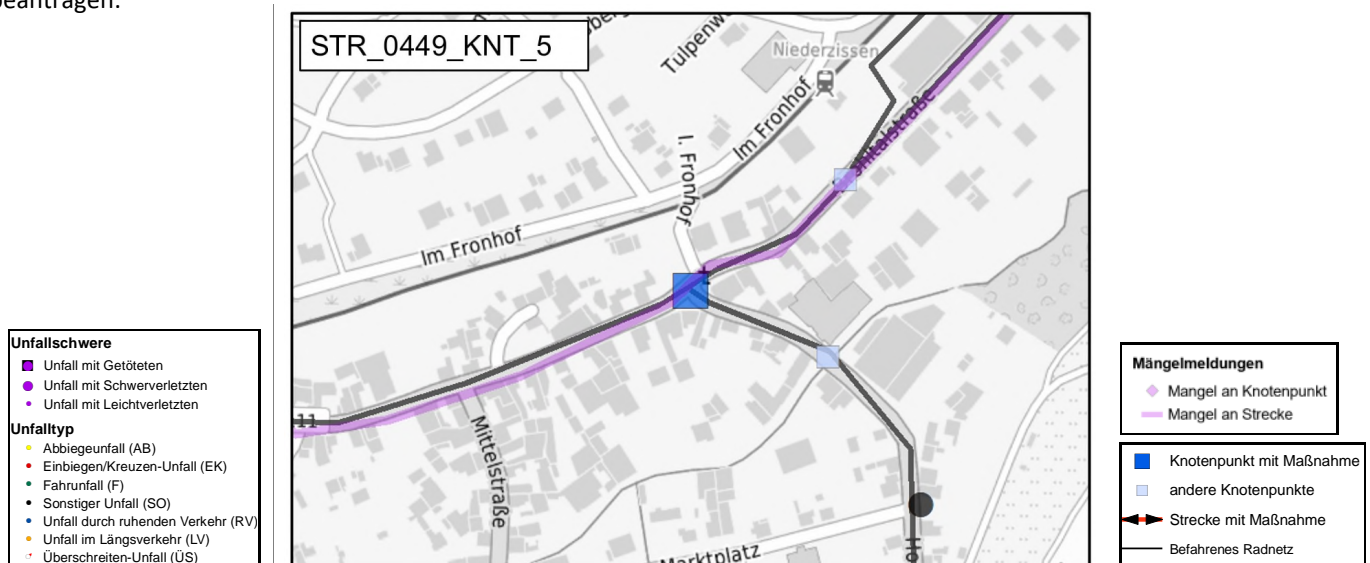 beantragen.
STR_0449_KNT_5
Tulpenw
Niederzissen
Im Fronhof
I. Fronhof
Im Fronhof
11
Mittelstraße
Marktplatz
Ho
Unfallschwere
Unfall mit Getöteten
Unfall mit Schwerverletzten
Unfall mit Leichtverletzten
Unfalltyp
Abbiegeunfall (AB)
Einbiegen/Kreuzen-Unfall (EK)
Fahrunfall (F)
Sonstiger Unfall (SO)
Unfall durch ruhenden Verkehr (RV)
Unfall im Längsverkehr (LV)
Überschreiten-Unfall (ÜS)
Mängelmeldungen
Mangel an Knotenpunkt
Mangel an Strecke
Knotenpunkt mit Maßnahme
andere Knotenpunkte
Strecke mit Maßnahme
Befahrenes Radnetz